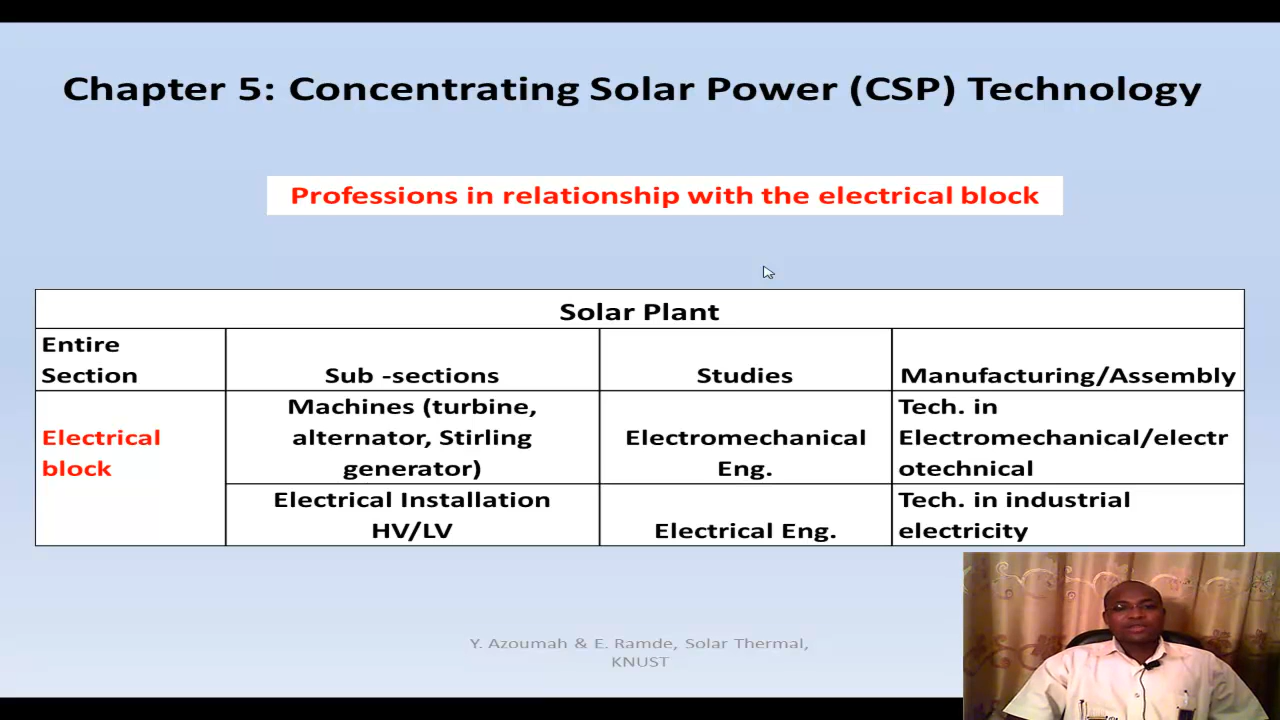 Chapter 5: Concentrating Solar Power (CSP) Technology
Professions in relationship with the electrical block
Solar Plant
Entire
Section
Sub -sections
Studies
Manufacturing/Assembly
Electrical
block
Machines (turbine,
alternator, Stirling
generator)
Electromechanical
Eng.
Tech. in
Electromechanical/electr
otechnical
Electrical Installation
HV/LV
Electrical Eng.
Tech. in industrial
electricity
Y. Azoumah & E. Ramde, Solar Thermal,
KNUST